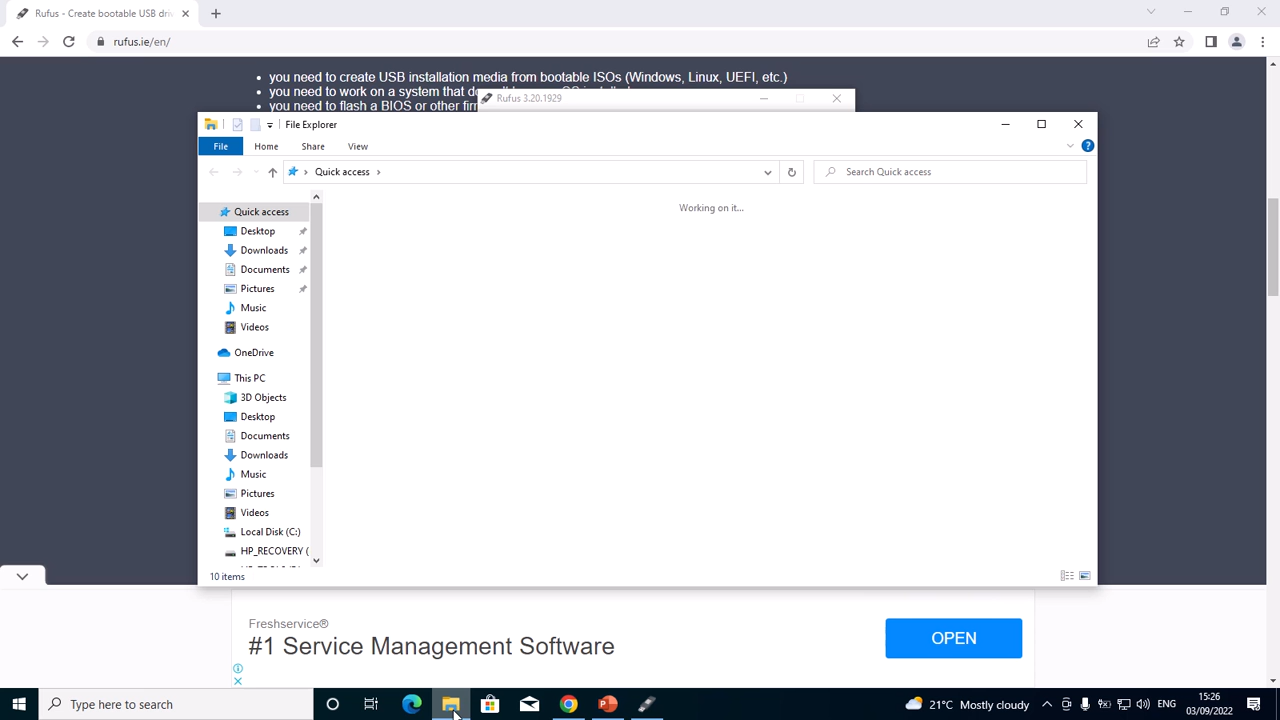 Rufus - Create bootable USB driv
rufus.ie/en/
you need to create USB installation media from bootable ISOs (Windows, Linux, UEFI, etc.)
you need to work on a system that
you need to flash a BIOS or other firm
Rufus 3.20.1929
File Explorer
File
Home
Share
View
Quick access
Search Quick access
Working on it...
Quick access
Desktop
Downloads
Documents
Pictures
Music
Videos
OneDrive
This PC
3D Objects
Desktop
Documents
Downloads
Music
Pictures
Videos
Local Disk (C:)
HP_RECOVERY (
10 items
Freshservice®
#1 Service Management Software
OPEN
Type here to search
21°C Mostly cloudy
ENG
15:26
03/09/2022